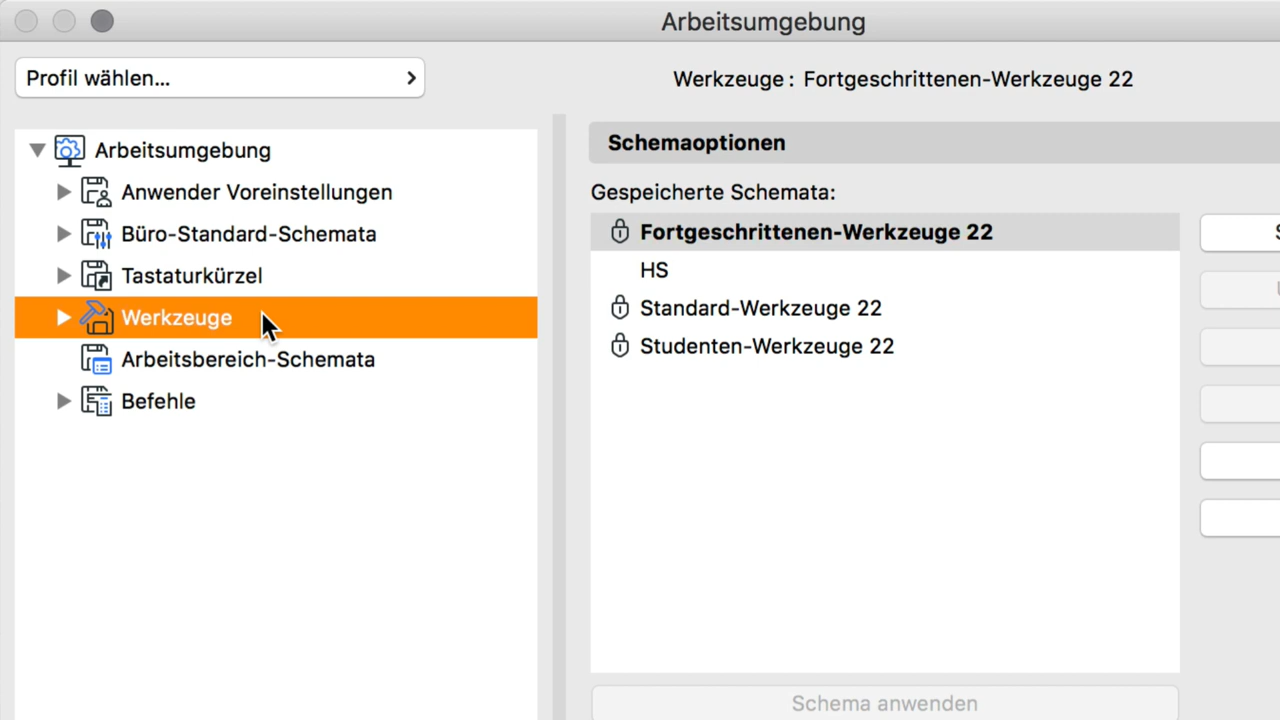 Arbeitsumgebung
Profil wählen...
Werkzeuge : Fortgeschrittenen-Werkzeuge 22
Arbeitsumgebung
Anwender Voreinstellungen
Büro-Standard-Schemata
Tastaturkürzel
Werkzeuge
Arbeitsbereich-Schemata
Befehle
Schemaoptionen
Gespeicherte Schemata:
Fortgeschrittenen-Werkzeuge 22
HS
Standard-Werkzeuge 22
Studenten-Werkzeuge 22
Schema anwenden